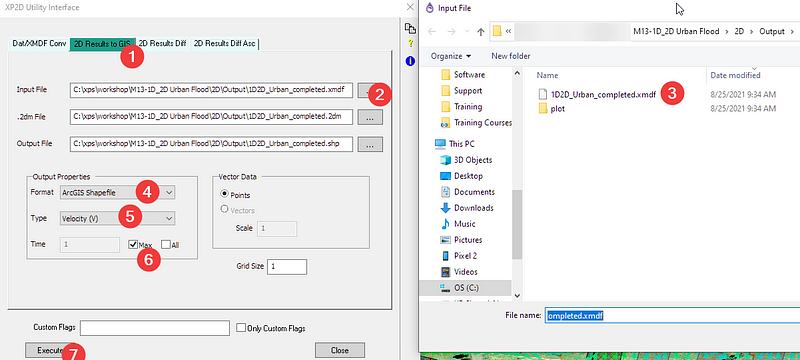 XP2D Utility Interface
Dat/XMDF Conv 2D Results to GIS 2D Results Diff 2D Results Diff Asc
1
Input File C:\xps\workshop\M13-1D_2D Urban Flood\2D\Output\1D2D_Urban_completed.xmdf ... 2
.2dm File C:\xps\workshop\M13-1D_2D Urban Flood\2D\Output\1D2D_Urban_completed.2dm ...
Output File C:\xps\workshop\M13-1D_2D Urban Flood\2D\Output\1D2D_Urban_completed.shp ...
Output Properties
Format ArcGIS Shapefile 4
Type Velocity (V) 5
Time 1 Max All
6
Vector Data
Points
Vectors
Scale 1
Grid Size 1
Custom Flags Only Custom Flags
Execute 7 Close
?
i
Input File
« M13-1D_2D Urban Flood > 2D > Output >
Organize New folder
Software
Support
Training
Training Courses
This PC
3D Objects
Desktop
Documents
Downloads
Music
Pictures
Pixel 2
Videos
OS (C:)
Name Date modified
1D2D_Urban_completed.xmdf 3 8/25/2021 9:34 AM
plot 8/25/2021 9:34 AM
File name: ompleted.xmdf